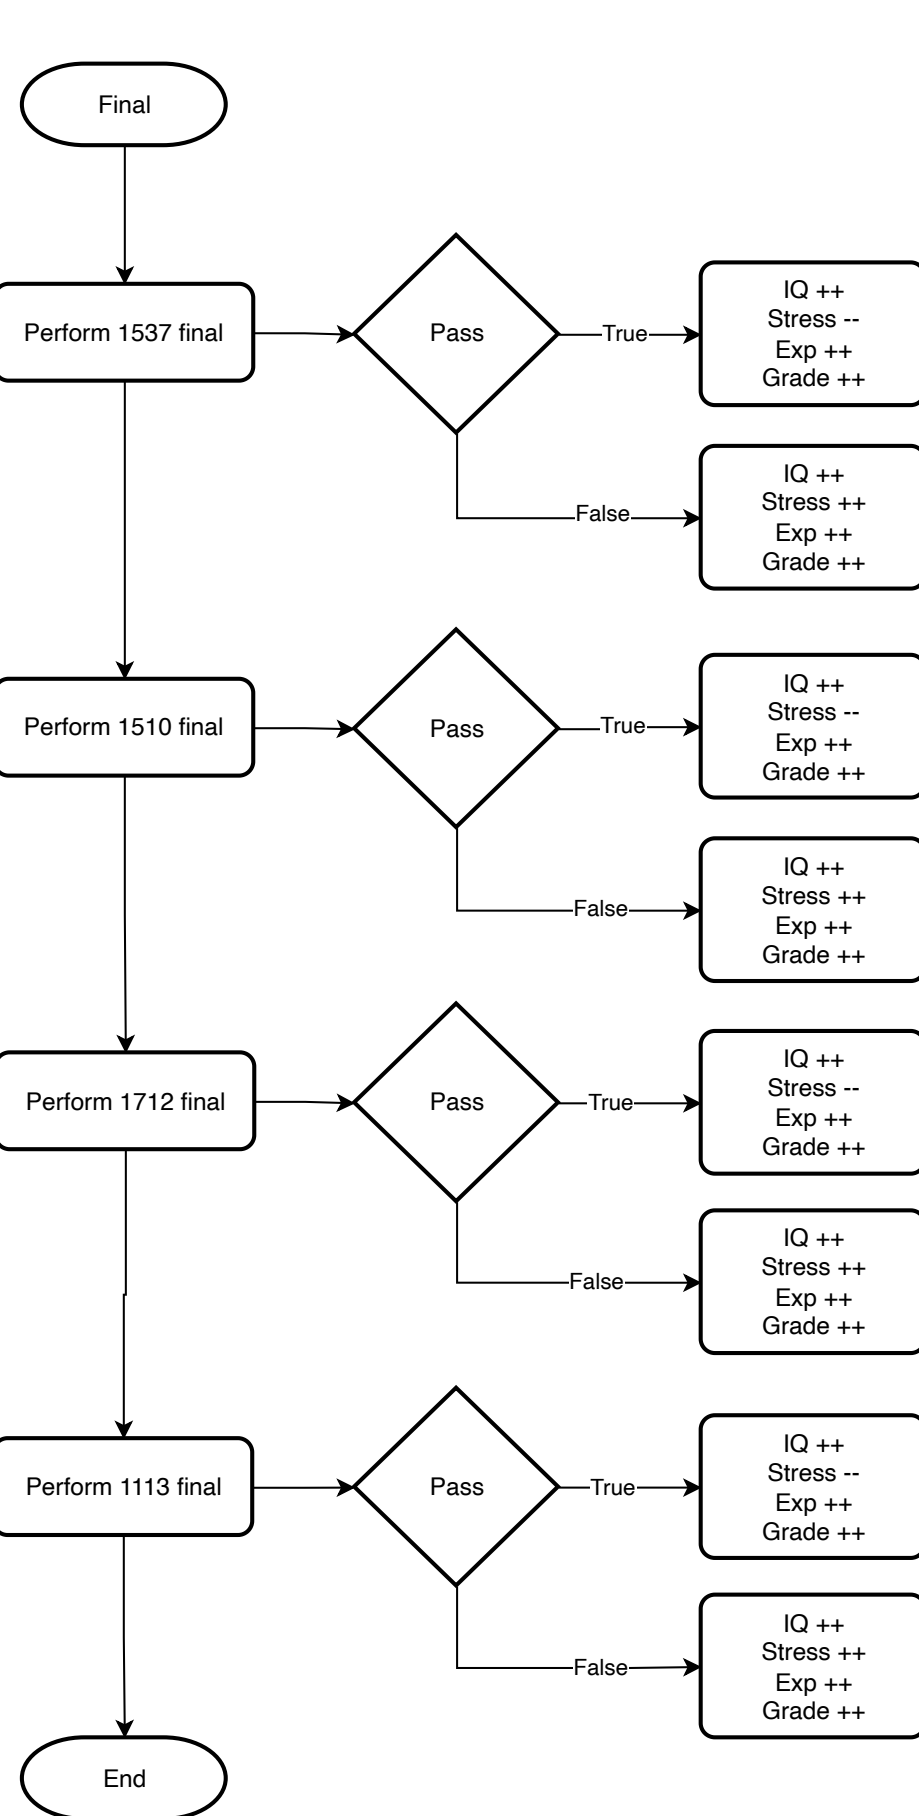 Final
Perform 1537 final
Pass
True
IQ ++
Stress --
Exp ++
Grade ++
False
IQ ++
Stress ++
Exp ++
Grade ++
Perform 1510 final
Pass
True
IQ ++
Stress --
Exp ++
Grade ++
False
IQ ++
Stress ++
Exp ++
Grade ++
Perform 1712 final
Pass
True
IQ ++
Stress --
Exp ++
Grade ++
False
IQ ++
Stress ++
Exp ++
Grade ++
Perform 1113 final
Pass
True
IQ ++
Stress --
Exp ++
Grade ++
False
IQ ++
Stress ++
Exp ++
Grade ++
End